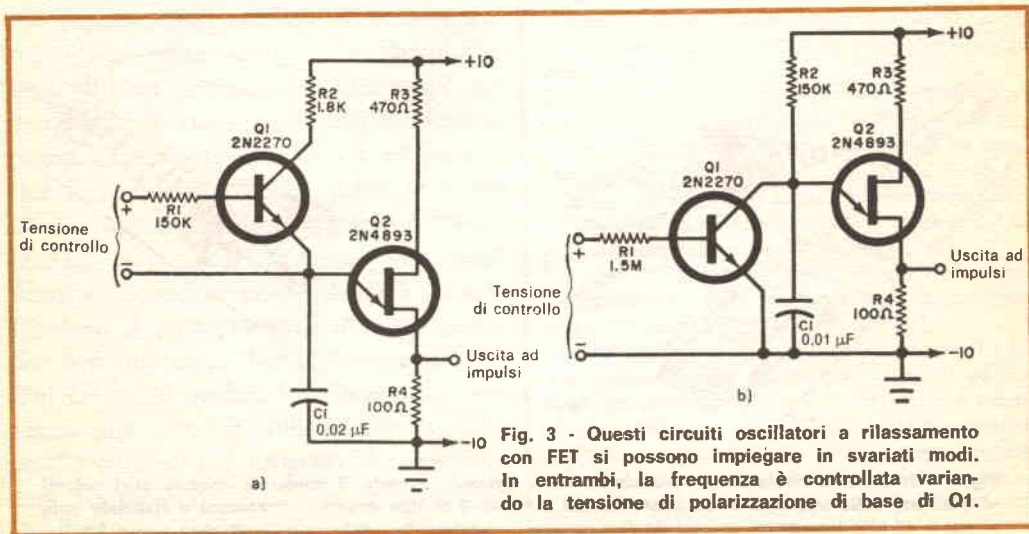 +10
R2
1.8K
R3
470Ω
Q1
2N2270
Q2
2N4893
Tensione
di controllo
+
R1
150K
−
Uscita ad
impulsi
R4
100Ω
C1
0,02 µF
-10
a)
+10
R2
150K
R3
470Ω
Q2
2N4893
Q1
2N2270
+
R1
1.5M
Tensione
di controllo
−
Uscita ad
impulsi
R4
100Ω
C1
0,01 µF
-10
b)
Fig. 3 - Questi circuiti oscillatori a rilassamento
con FET si possono impiegare in svariati modi.
In entrambi, la frequenza è controllata varian-
do la tensione di polarizzazione di base di Q1.